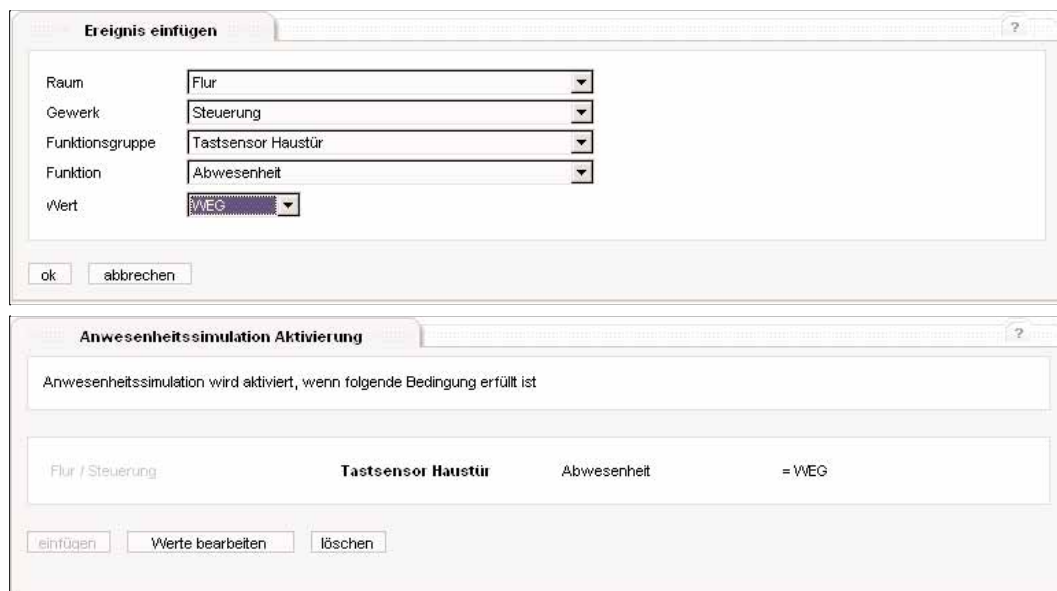 Ereignis einfügen
?
Raum Flur
Gewerk Steuerung
Funktionsgruppe Tastsensor Haustür
Funktion Abwesenheit
Wert WEG
ok abbrechen
Anwesenheitssimulation Aktivierung
?
Anwesenheitssimulation wird aktiviert, wenn folgende Bedingung erfüllt ist
Flur / Steuerung Tastsensor Haustür Abwesenheit = WEG
einfügen Werte bearbeiten löschen